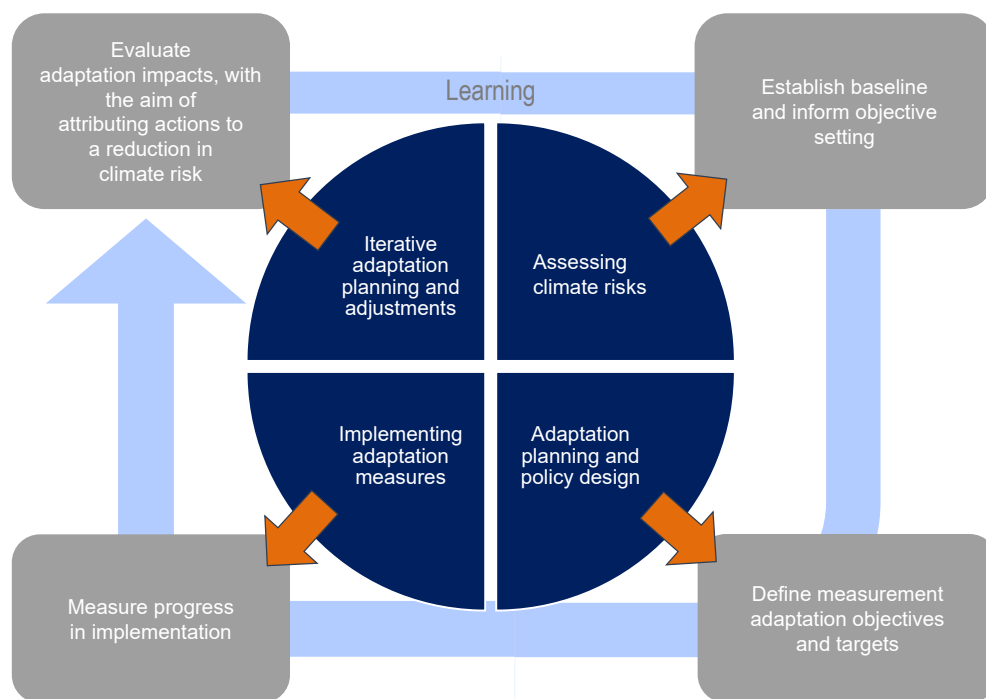 Evaluate
adaptation impacts, with
the aim of
attributing actions to
a reduction in
climate risk
Learning
Establish baseline
and inform objective
setting
Iterative
adaptation
planning and
adjustments
Assessing
climate risks
Implementing
adaptation
measures
Adaptation
planning and
policy design
Measure progress
in implementation
Define measurement
adaptation objectives
and targets